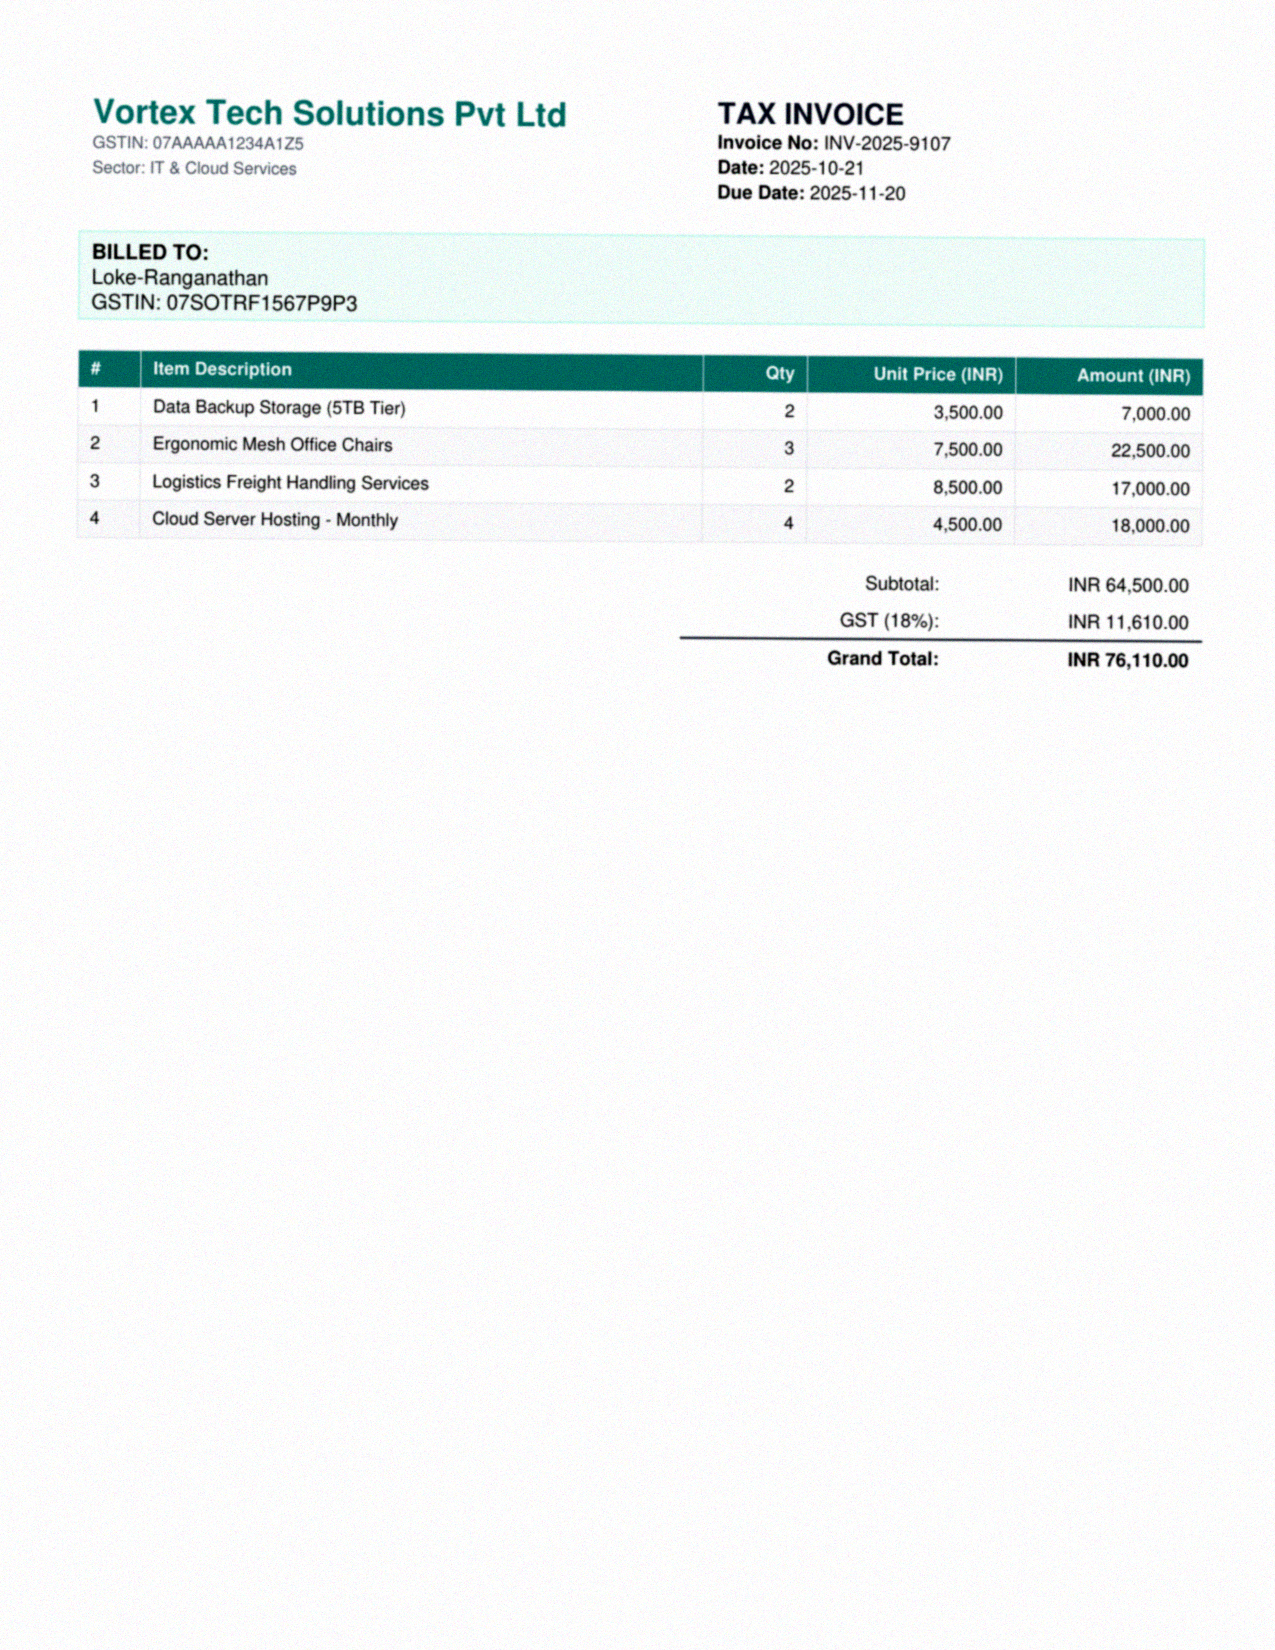 Vortex Tech Solutions Pvt Ltd
GSTIN: 07AAAAA1234A1Z5
Sector: IT & Cloud Services
TAX INVOICE
Invoice No: INV-2025-9107
Date: 2025-10-21
Due Date: 2025-11-20
BILLED TO:
Loke-Ranganathan
GSTIN: 07SOTRF1567P9P3
# Item Description Qty Unit Price (INR) Amount (INR)
1 Data Backup Storage (5TB Tier) 2 3,500.00 7,000.00
2 Ergonomic Mesh Office Chairs 3 7,500.00 22,500.00
3 Logistics Freight Handling Services 2 8,500.00 17,000.00
4 Cloud Server Hosting - Monthly 4 4,500.00 18,000.00
Subtotal: INR 64,500.00
GST (18%): INR 11,610.00
Grand Total: INR 76,110.00